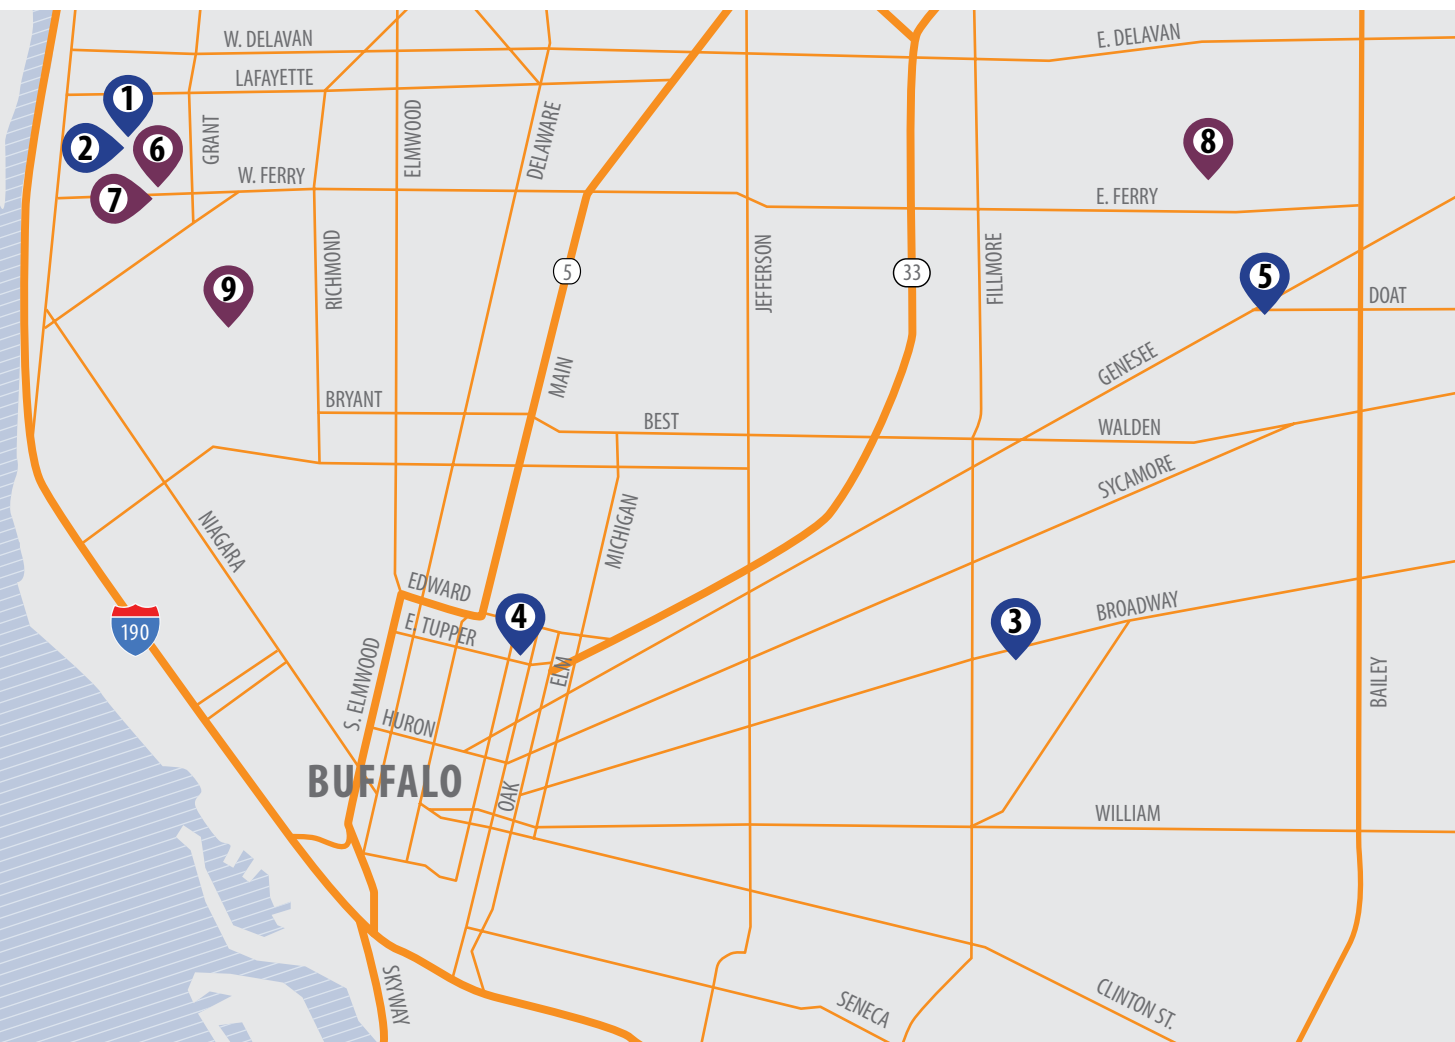 W. DELAVAN
E. DELAVAN
LAFAYETTE
1
2
6
7
GRANT
ELMWOOD
DELAWARE
8
W. FERRY
E. FERRY
RICHMOND
5
JEFFERSON
33
FILLMORE
5
9
DOAT
GENESEE
MAIN
BRYANT
BEST
WALDEN
SYCAMORE
NIAGARA
MICHIGAN
EDWARD
E. TUPPER
4
3
BROADWAY
190
S. ELMWOOD
ELM
BAILEY
HURON
BUFFALO
OAK
WILLIAM
SKYWAY
SENECA
CLINTON ST.